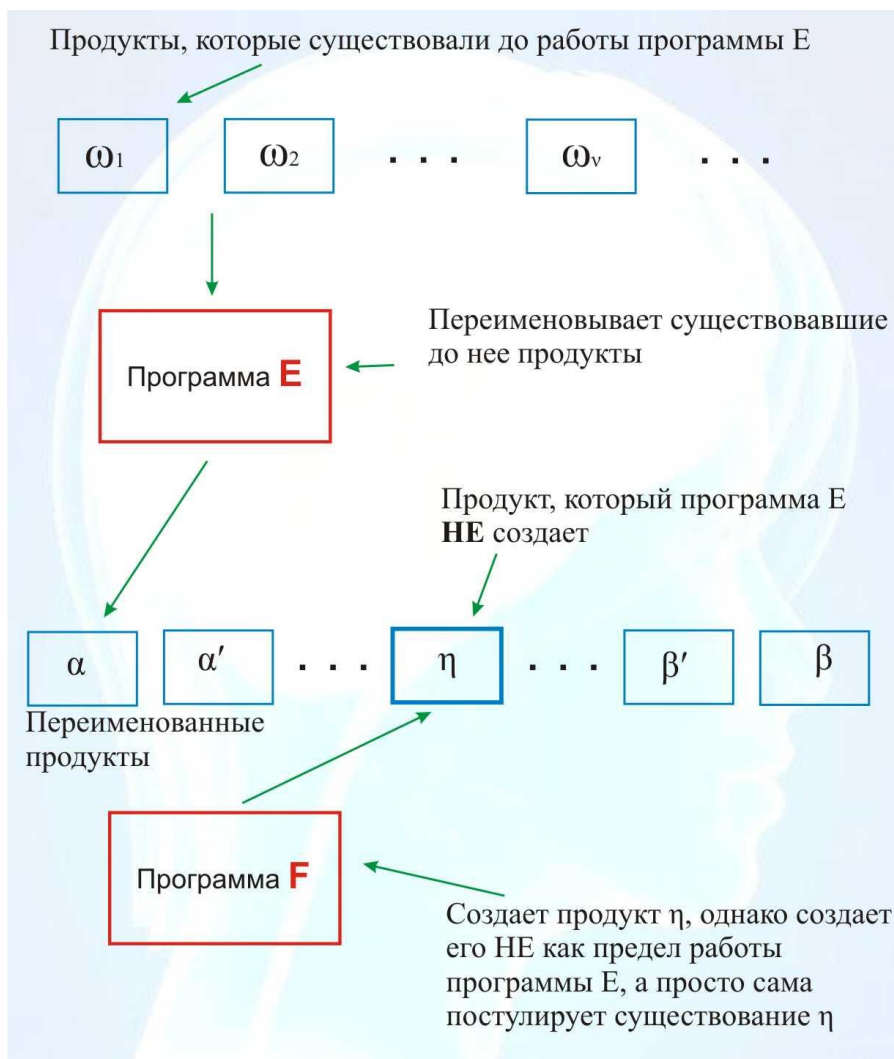 Продукты, которые существовали до работы программы E
ω1 ω2 . . . ων . . .
Переименовывает существовавшие
до нее продукты
Программа E
Продукт, который программа E
НЕ создает
α α′ . . . η . . . β′ β
Переименованные
продукты
Программа F
Создает продукт η, однако создает
его НЕ как предел работы
программы E, а просто сама
постулирует существование η